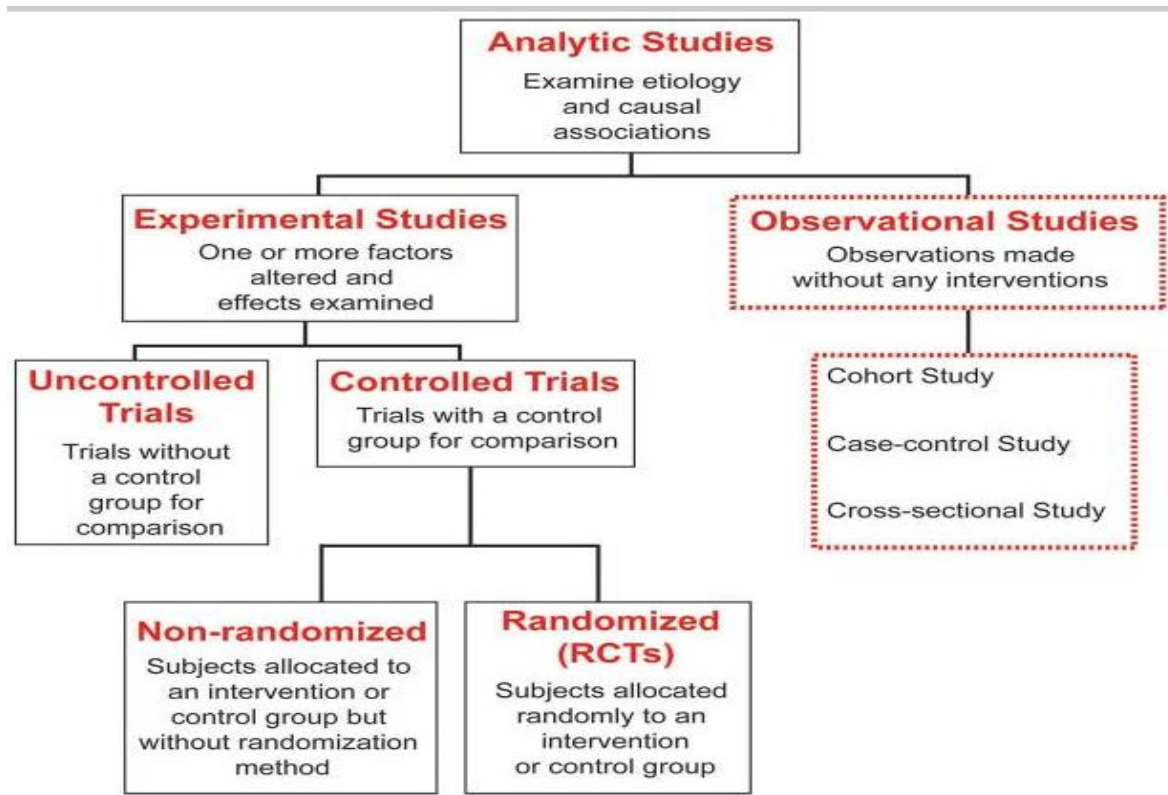 Analytic Studies
Examine etiology
and causal
associations
Experimental Studies
One or more factors
altered and
effects examined
Observational Studies
Observations made
without any interventions
Uncontrolled
Trials
Trials without
a control
group for
comparison
Controlled Trials
Trials with a control
group for comparison
Cohort Study
Case-control Study
Cross-sectional Study
Non-randomized
Subjects allocated to
an intervention or
control group but
without randomization
method
Randomized
(RCTs)
Subjects allocated
randomly to an
intervention
or control group